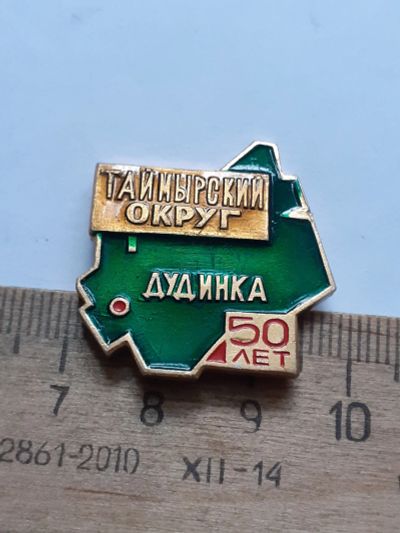 ТАЙМЫРСКИЙ
ОКРУГ
ДУДИНКА
50
ЛЕТ
7 8 9 10
2861-2010 XII-14